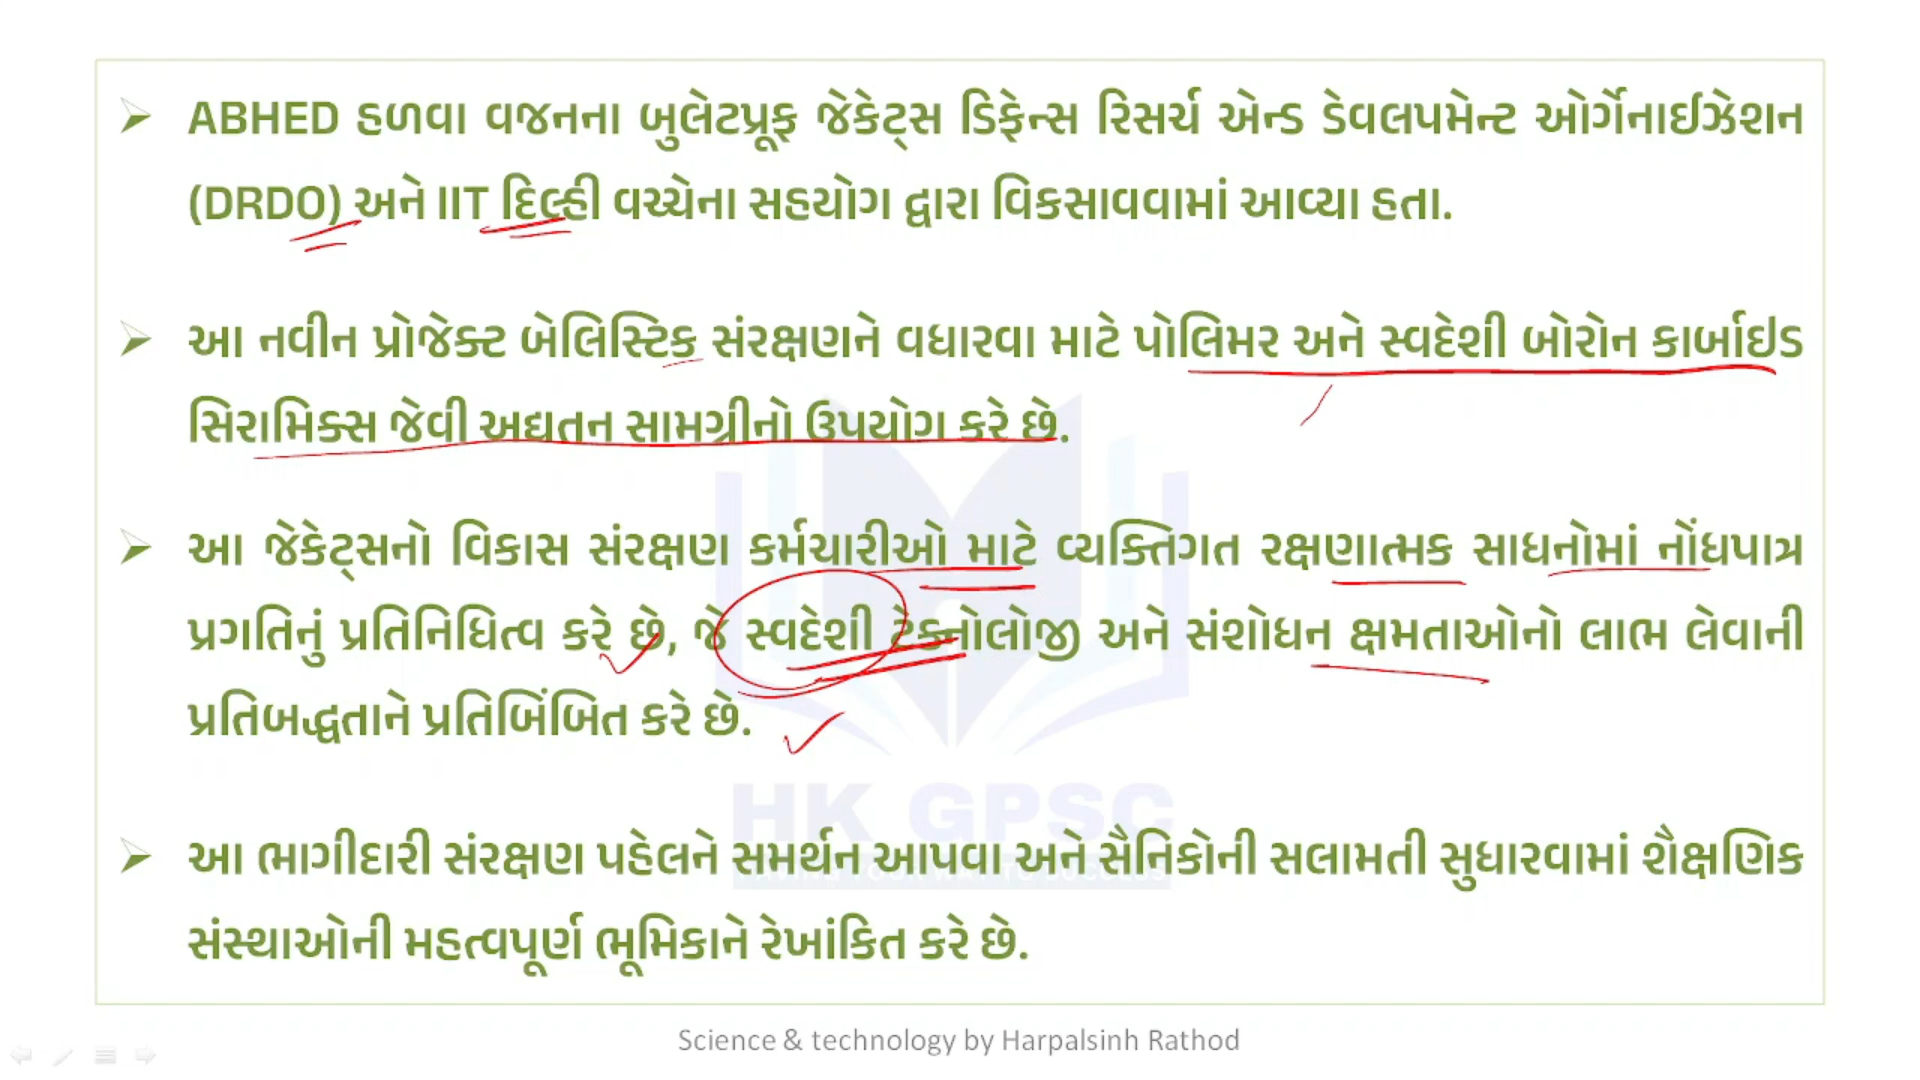 ABHED હળવા વજનના બુલેટપ્રૂફ જેકેટ્સ ડિફેન્સ રિસર્ચ એન્ડ ડેવલપમેન્ટ ઓર્ગેનાઈઝેશન
(DRDO) અને IIT દિલ્હી વચ્ચેના સહયોગ દ્વારા વિકસાવવામાં આવ્યા હતા.
આ નવીન પ્રોજેક્ટ બેલિસ્ટિક સંરક્ષણને વધારવા માટે પોલિમર અને સ્વદેશી બોરોન કાર્બાઇડ
સિરામિક્સ જેવી અદ્યતન સામગ્રીનો ઉપયોગ કરે છે.
આ જેકેટ્સનો વિકાસ સંરક્ષણ કર્મચારીઓ માટે વ્યક્તિગત રક્ષણાત્મક સાધનોમાં નોંધપાત્ર
પ્રગતિનું પ્રતિનિધિત્વ કરે છે, જે સ્વદેશી ટેકનોલોજી અને સંશોધન ક્ષમતાઓનો લાભ લેવાની
પ્રતિબદ્ધતાને પ્રતિબિંબિત કરે છે.
HK GPSC
આ ભાગીદારી સંરક્ષણ પહેલને સમર્થન આપવા અને સૈનિકોની સલામતી સુધારવામાં શૈક્ષણિક
સંસ્થાઓની મહત્વપૂર્ણ ભૂમિકાને રેખાંકિત કરે છે.
Science & technology by Harpalsinh Rathod